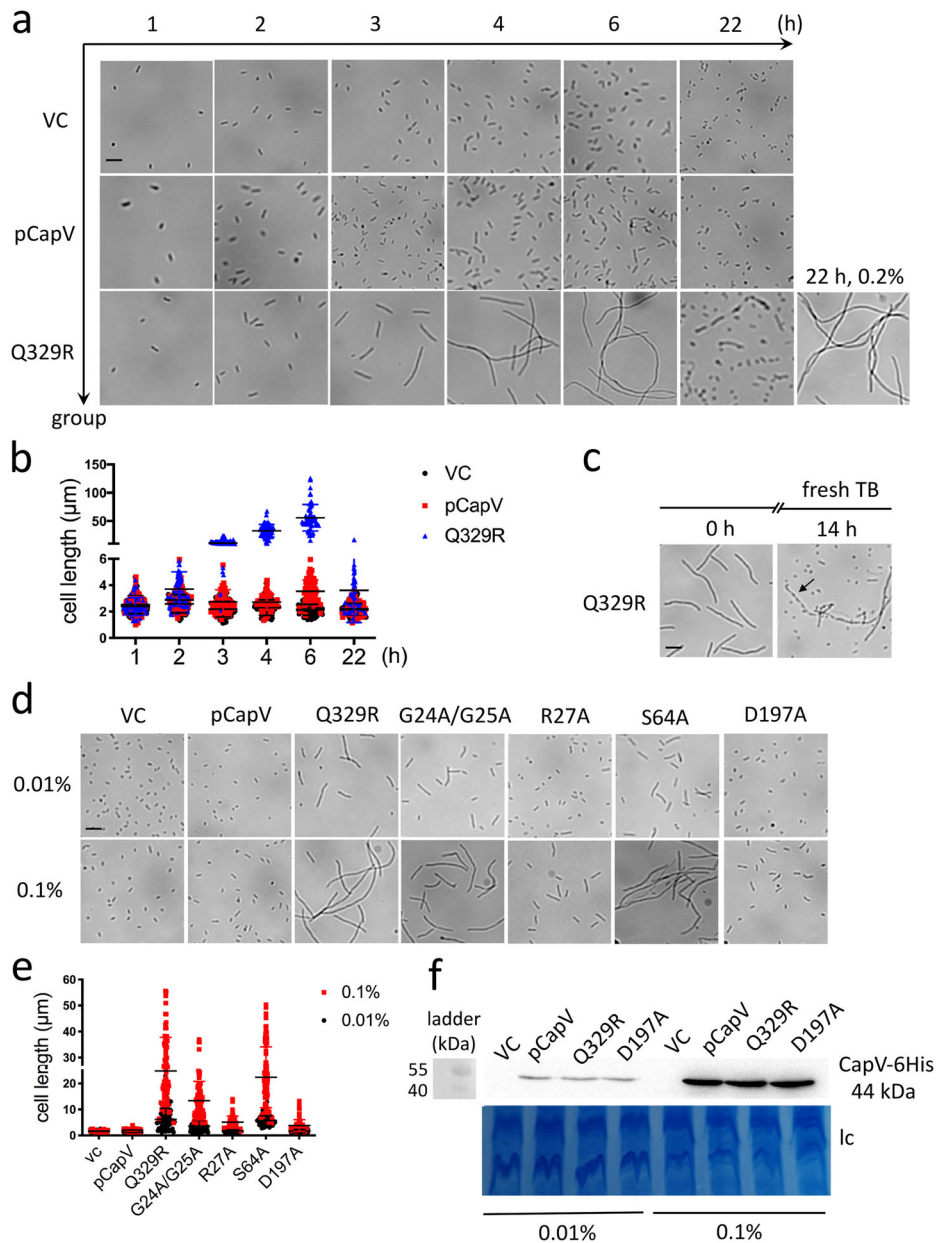 a
1 2 3 4 6 22 (h)
VC
pCapV
22 h, 0.2%
Q329R
group
b
cell length (µm)
150
100
50
6
4
2
0
1 2 3 4 6 22 (h)
VC
pCapV
Q329R
c
fresh TB
0 h 14 h
Q329R
d
VC pCapV Q329R G24A/G25A R27A S64A D197A
0.01%
0.1%
e
cell length (µm)
60
50
40
30
20
10
0
vc pCapV Q329R G24A/G25A R27A S64A D197A
0.1%
0.01%
f
ladder
(kDa)
VC pCapV Q329R D197A VC pCapV Q329R D197A
55
40
CapV-6His
44 kDa
lc
0.01% 0.1%